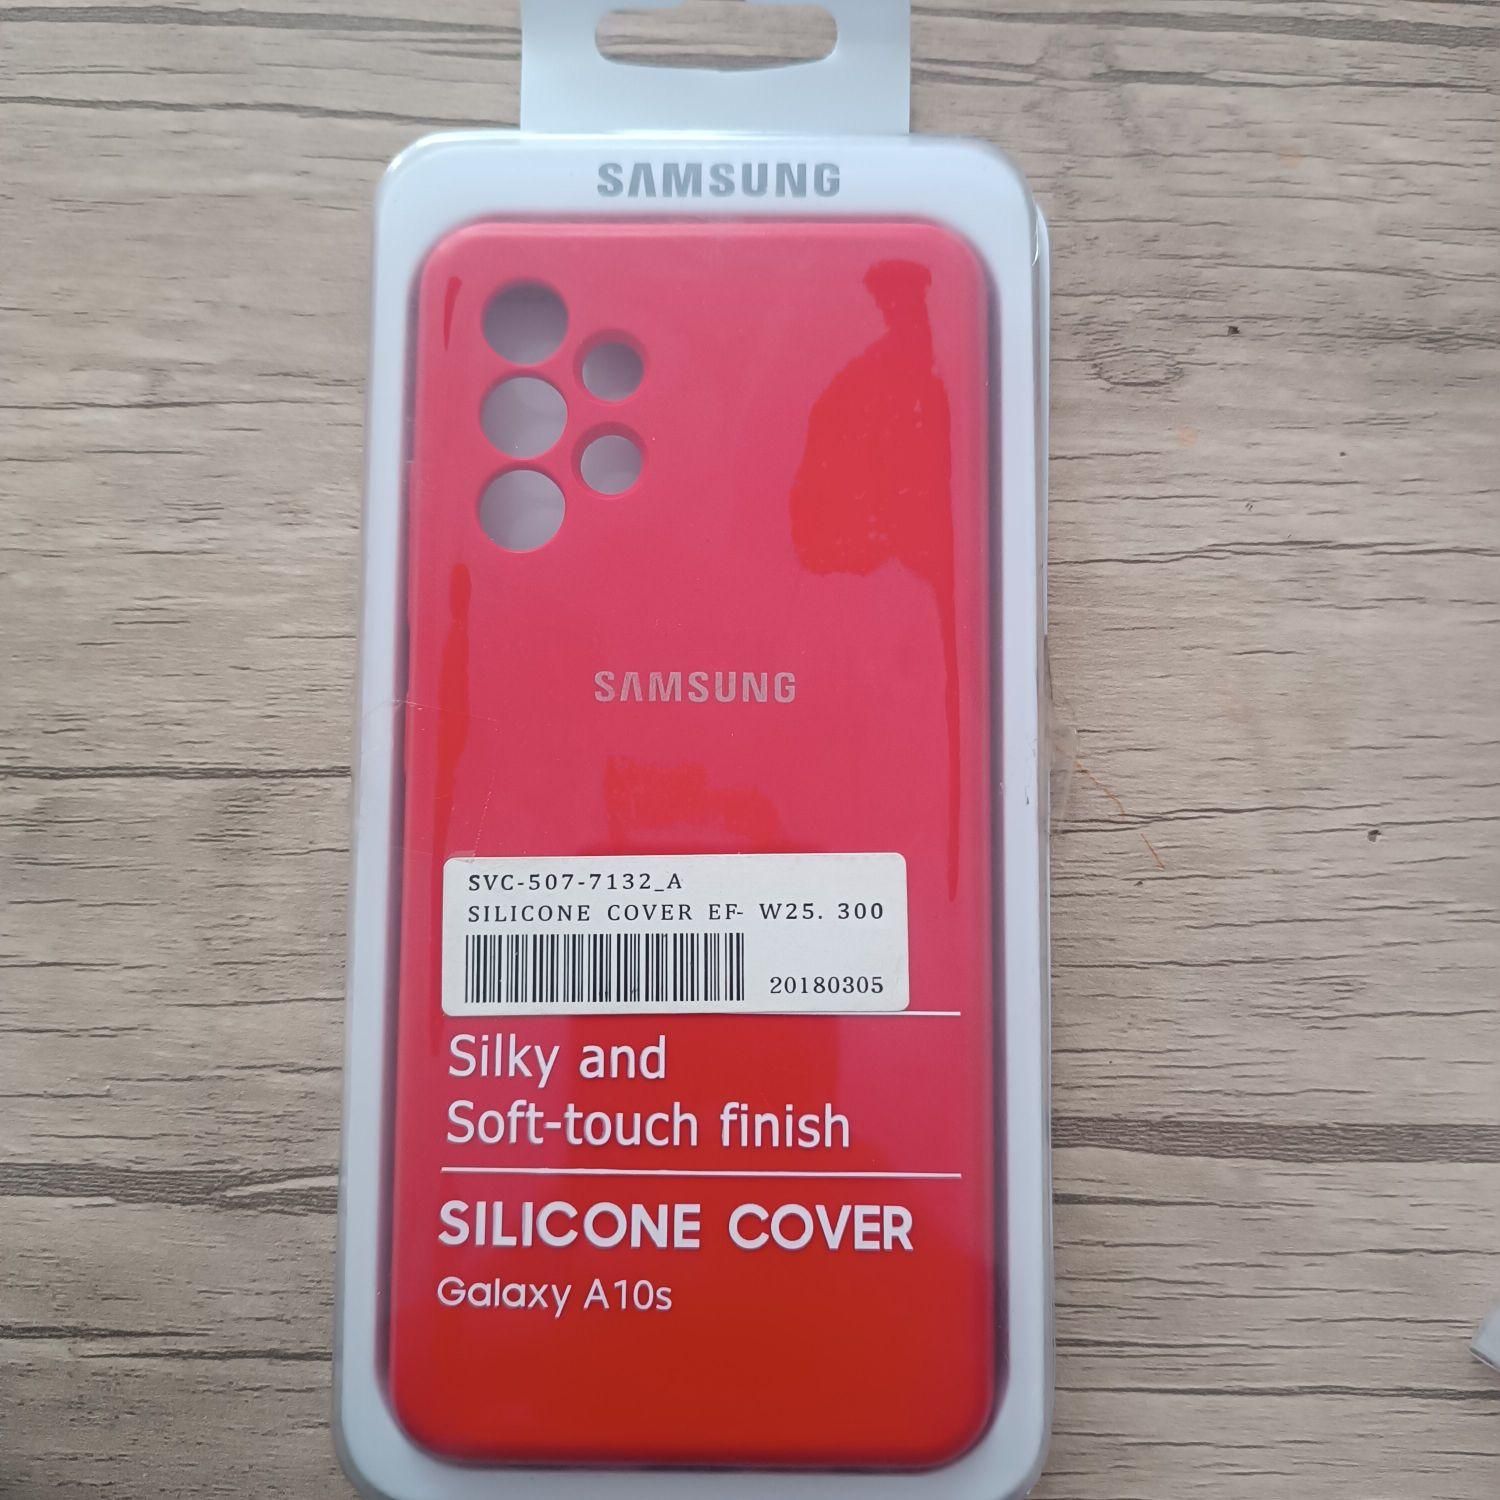 SAMSUNG
SAMSUNG
SVC-507-7132_A
SILICONE COVER EF- W25. 300
20180305
Silky and
Soft-touch finish
SILICONE COVER
Galaxy A10s